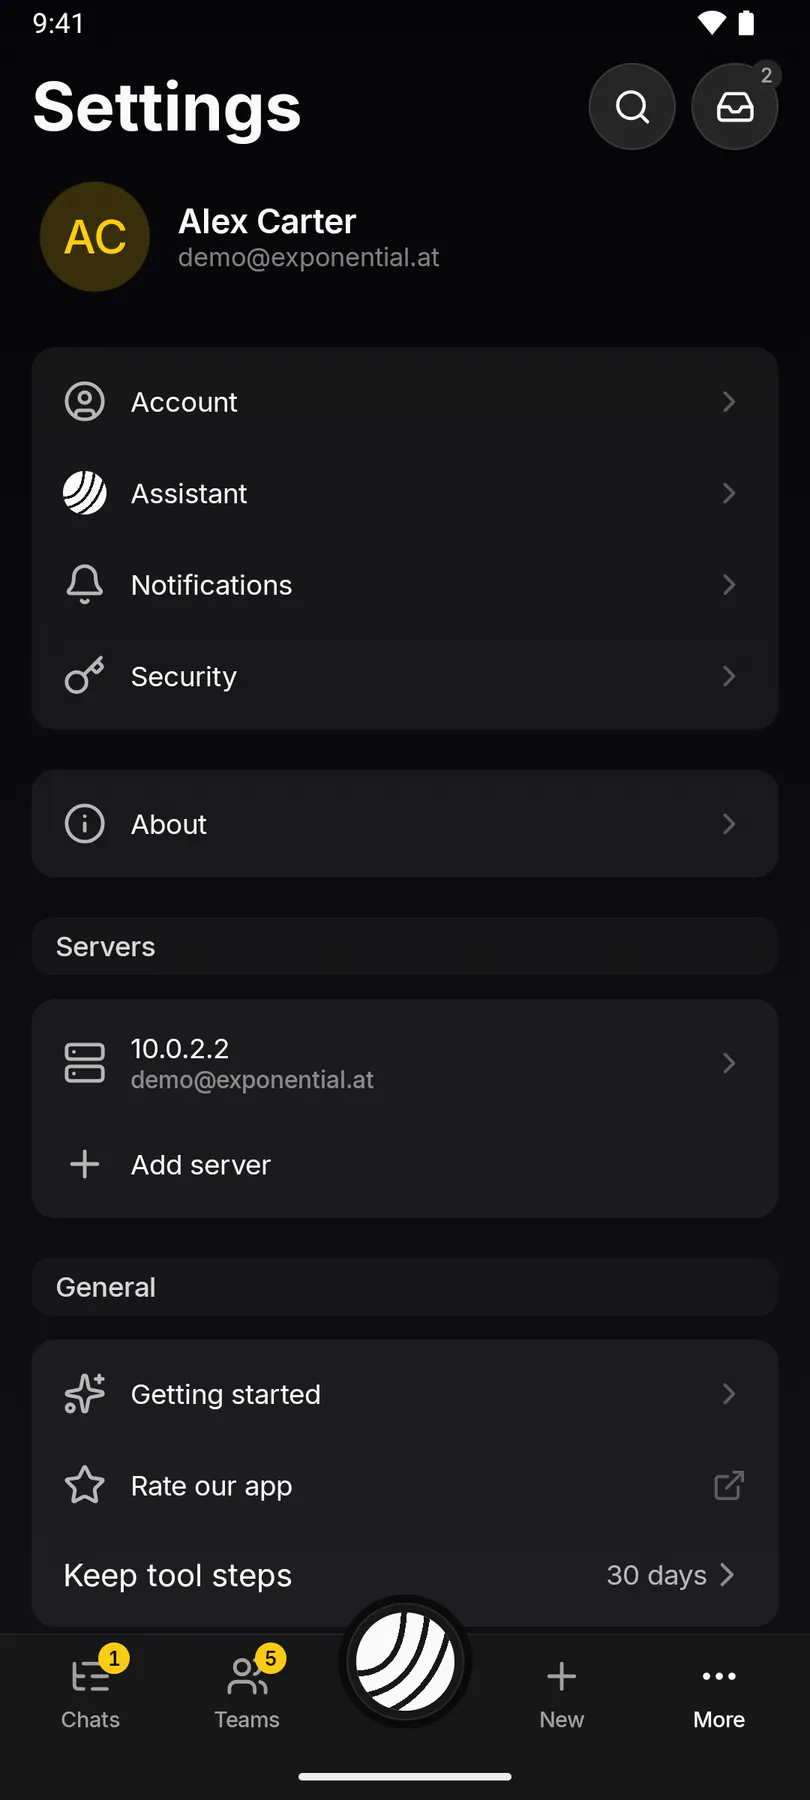 9:41
Settings
2
AC
Alex Carter
demo@exponential.at
Account
Assistant
Notifications
Security
About
Servers
10.0.2.2
demo@exponential.at
Add server
General
Getting started
Rate our app
Keep tool steps 30 days
1
5
Chats
Teams
New
More